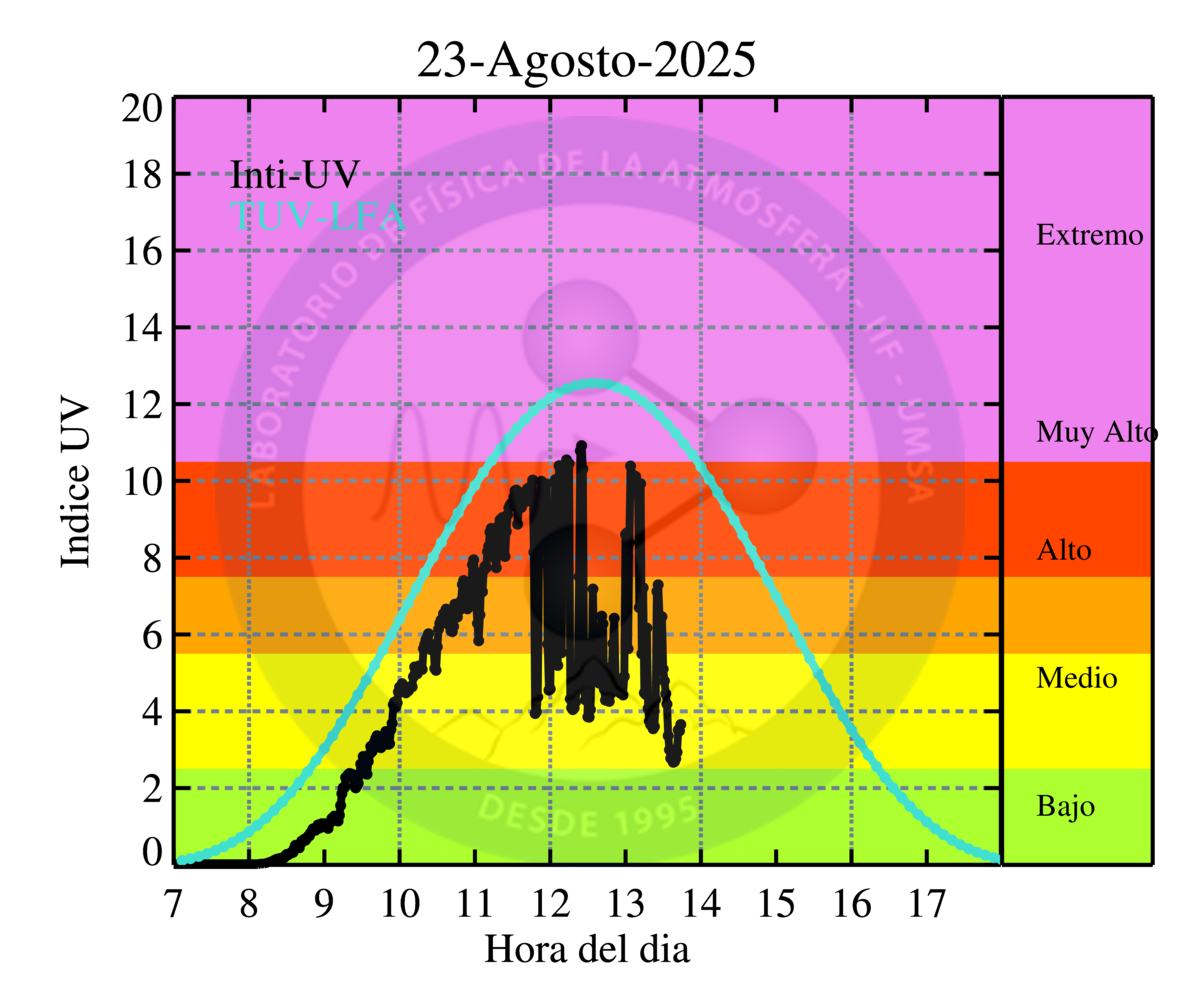 23-Agosto-2025
20
18
16
14
12
10
8
6
4
2
0
Indice UV
Inti-UV
TUV-LFA
LABORATORIO DE FÍSICA DE LA ATMÓSFERA - IIF - UMSA
DESDE 1995
Extremo
Muy Alto
Alto
Medio
Bajo
7 8 9 10 11 12 13 14 15 16 17
Hora del dia